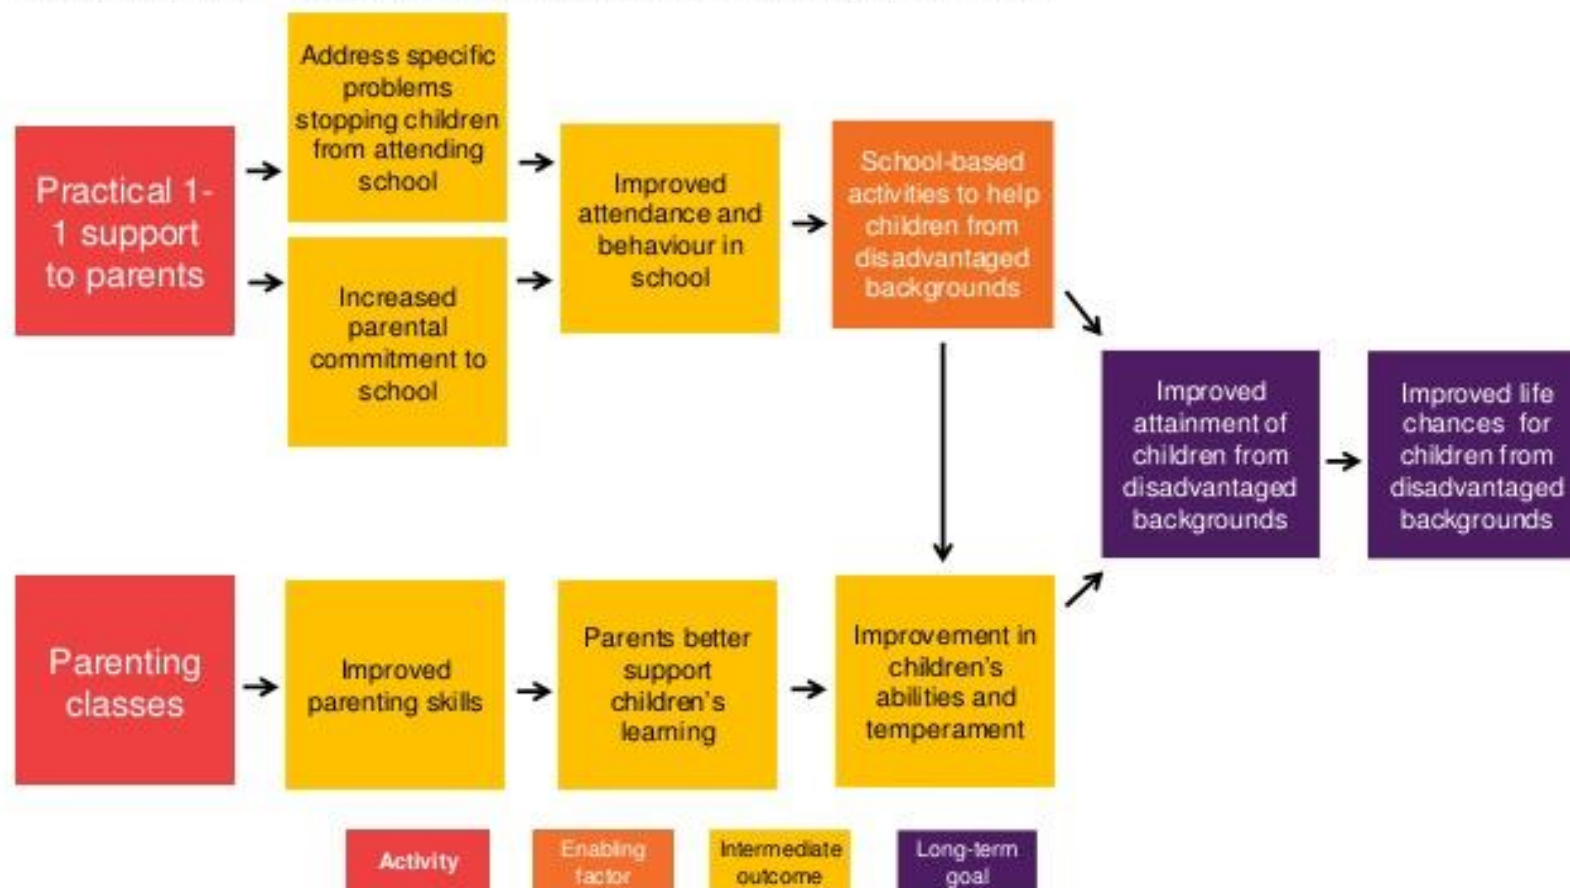 Address specific
problems
stopping children
from attending
school
Practical 1-
1 support
to parents
Increased
parental
commitment to
school
Improved
attendance and
behaviour in
school
School-based
activities to help
children from
disadvantaged
backgrounds
Improved
attainment of
children from
disadvantaged
backgrounds
Improved life
chances for
children from
disadvantaged
backgrounds
Parenting
classes
Improved
parenting skills
Parents better
support
children's
learning
Improvement in
children's
abilities and
temperament
Activity
Enabling
factor
Intermediate
outcome
Long-term
goal